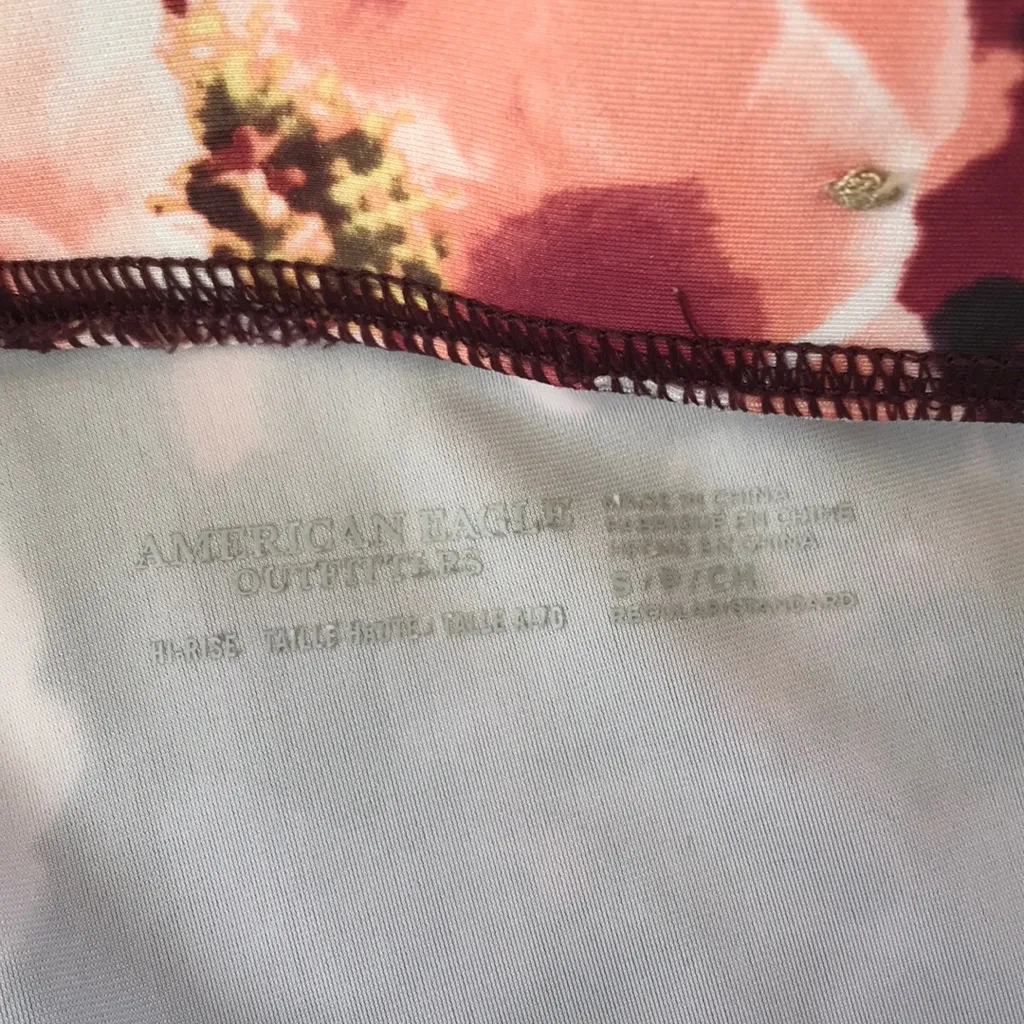 AMERICAN EAGLE
OUTFITTERS
HI-RISE. TAILLE HAUTE. TALLE ALTO
MADE IN CHINA
FABRIQUÉ EN CHINE
HECHO EN CHINA
S/P/CH
REGULAR/STANDARD